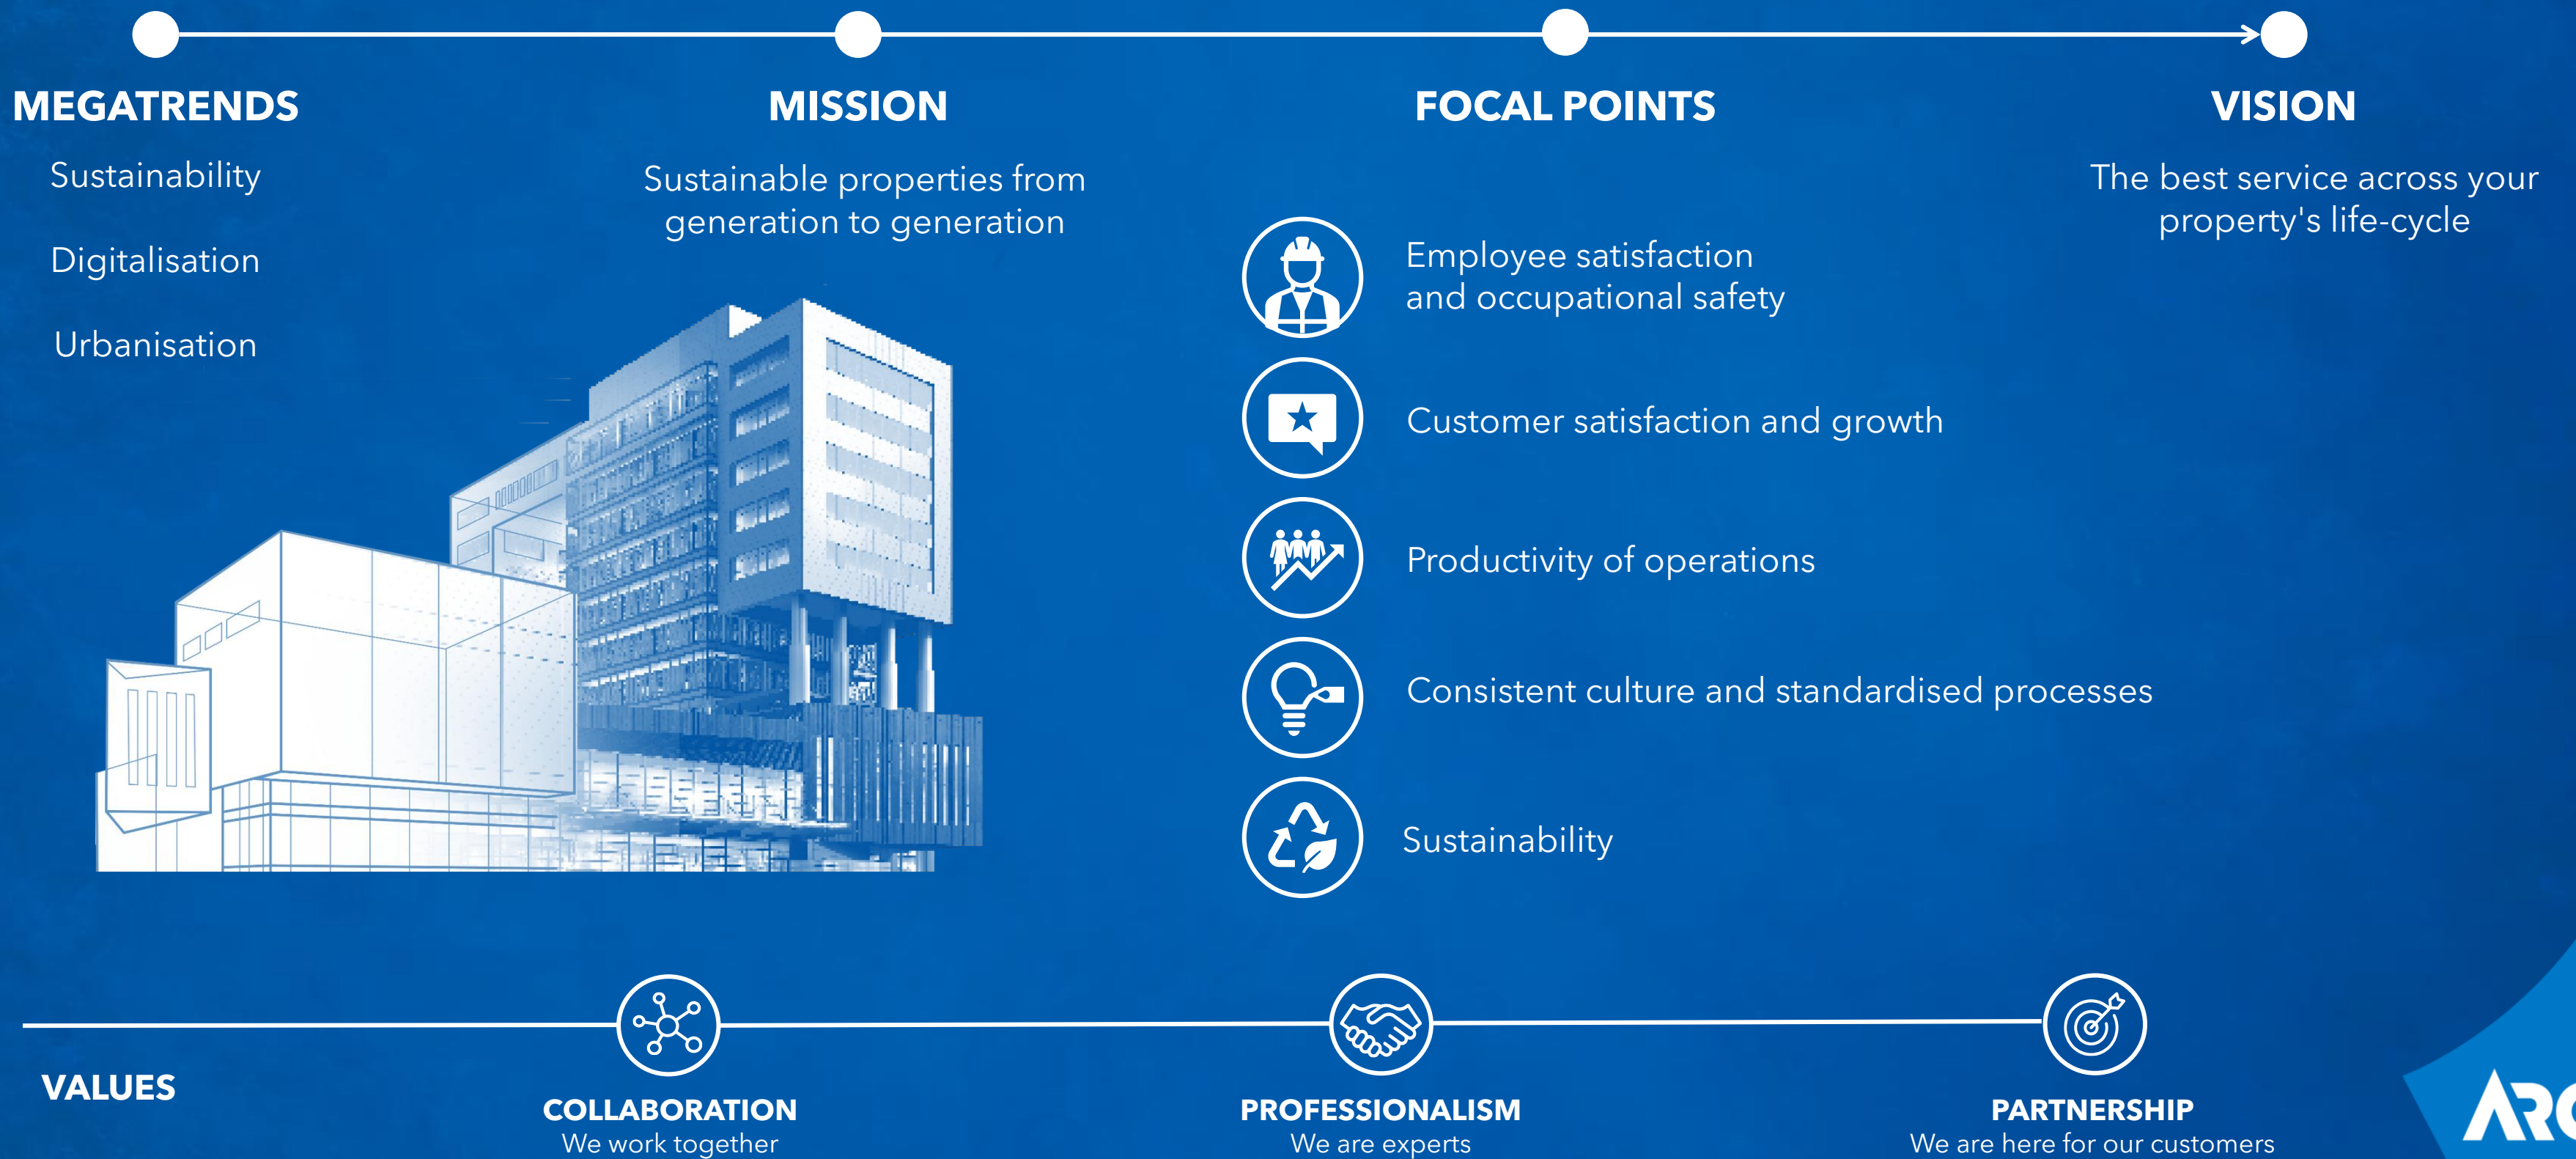 MEGATRENDS
Sustainability
Digitalisation
Urbanisation
MISSION
Sustainable properties from
generation to generation
FOCAL POINTS
Employee satisfaction
and occupational safety
Customer satisfaction and growth
Productivity of operations
Consistent culture and standardised processes
Sustainability
VISION
The best service across your
property's life-cycle
VALUES
COLLABORATION
We work together
PROFESSIONALISM
We are experts
PARTNERSHIP
We are here for our customers